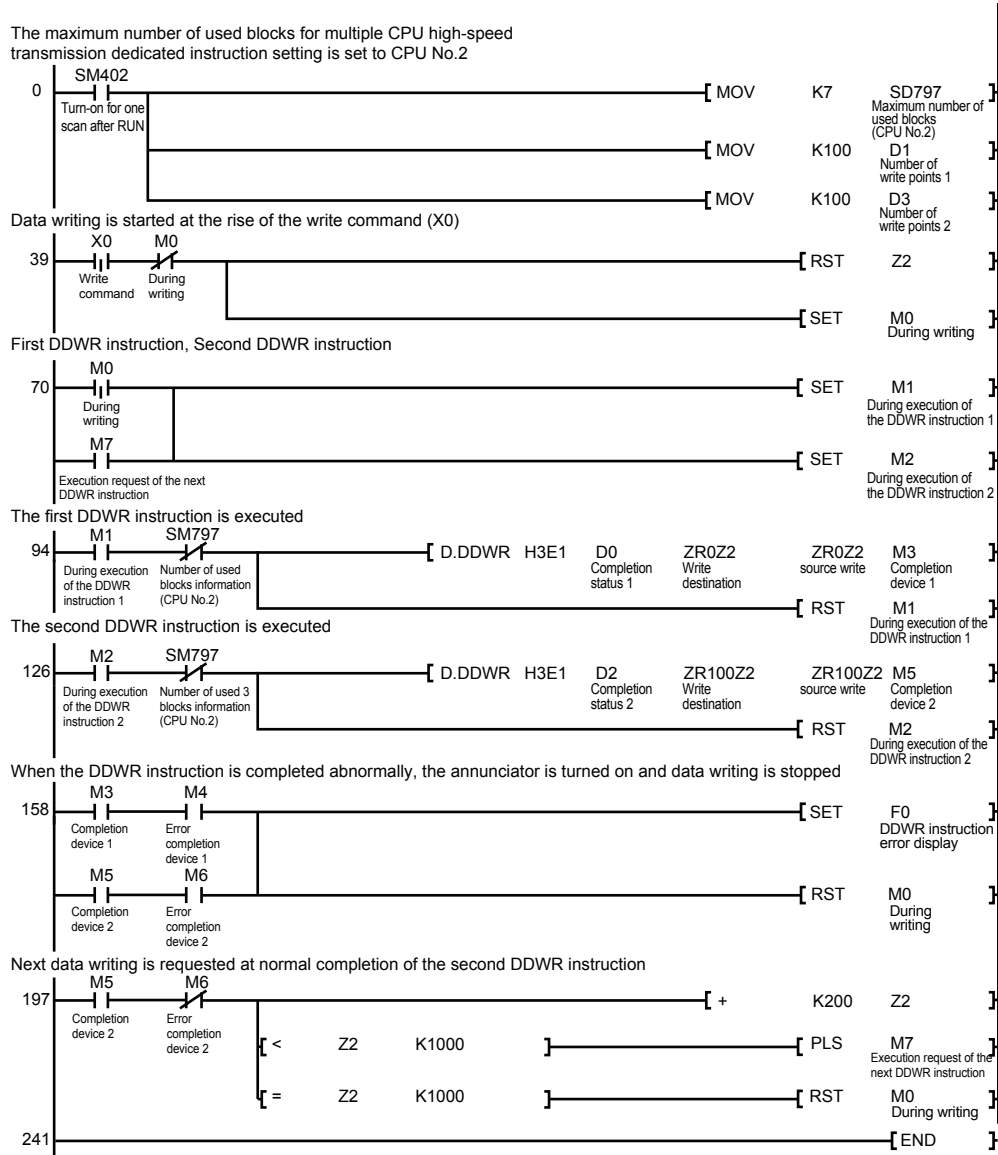 The maximum number of used blocks for multiple CPU high-speed
transmission dedicated instruction setting is set to CPU No.2
SM402
0 [ MOV K7 SD797 ]
Turn-on for one
scan after RUN
Maximum number of
used blocks
(CPU No.2)
[ MOV K100 D1 ]
Number of
write points 1
[ MOV K100 D3 ]
Number of
write points 2
Data writing is started at the rise of the write command (X0)
X0 M0
39 [ RST Z2 ]
Write
command
During
writing
[ SET M0 ]
During writing
First DDWR instruction, Second DDWR instruction
M0
70 [ SET M1 ]
During
writing
During execution of
the DDWR instruction 1
M7
[ SET M2 ]
Execution request of the next
DDWR instruction
During execution of
the DDWR instruction 2
The first DDWR instruction is executed
M1 SM797
94 [ D.DDWR H3E1 D0 ZR0Z2 ZR0Z2 M3 ]
During execution
of the DDWR
instruction 1
Number of used
blocks information
(CPU No.2)
Completion
status 1
Write
destination
source write
Completion
device 1
[ RST M1 ]
During execution of the
DDWR instruction 1
The second DDWR instruction is executed
M2 SM797
126 [ D.DDWR H3E1 D2 ZR100Z2 ZR100Z2 M5 ]
During execution
of the DDWR
instruction 2
Number of used 3
blocks information
(CPU No.2)
Completion
status 2
Write
destination
source write
Completion
device 2
[ RST M2 ]
During execution of the
DDWR instruction 2
When the DDWR instruction is completed abnormally, the annunciator is turned on and data writing is stopped
M3 M4
158 [ SET F0 ]
Completion
device 1
Error
completion
device 1
DDWR instruction
error display
M5 M6
[ RST M0 ]
Completion
device 2
Error
completion
device 2
During
writing
Next data writing is requested at normal completion of the second DDWR instruction
M5 M6
197 [ + K200 Z2 ]
Completion
device 2
Error
completion
device 2
[ < Z2 K1000 ] [ PLS M7 ]
Execution request of the
next DDWR instruction
[ = Z2 K1000 ] [ RST M0 ]
During writing
241 [ END ]